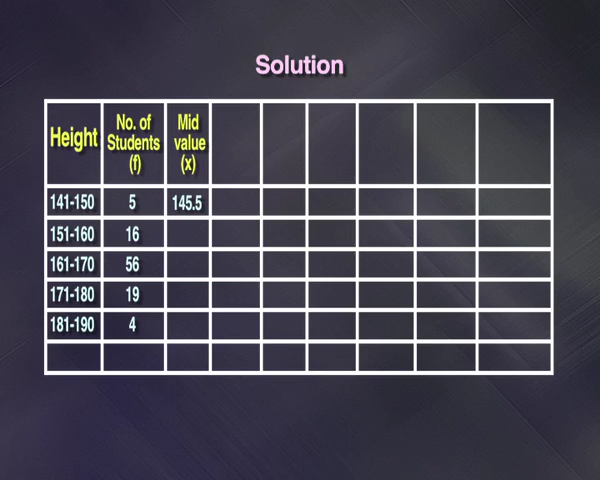 Solution
Height No. of Students (f) Mid value (x)
141-150 5 145.5
151-160 16
161-170 56
171-180 19
181-190 4